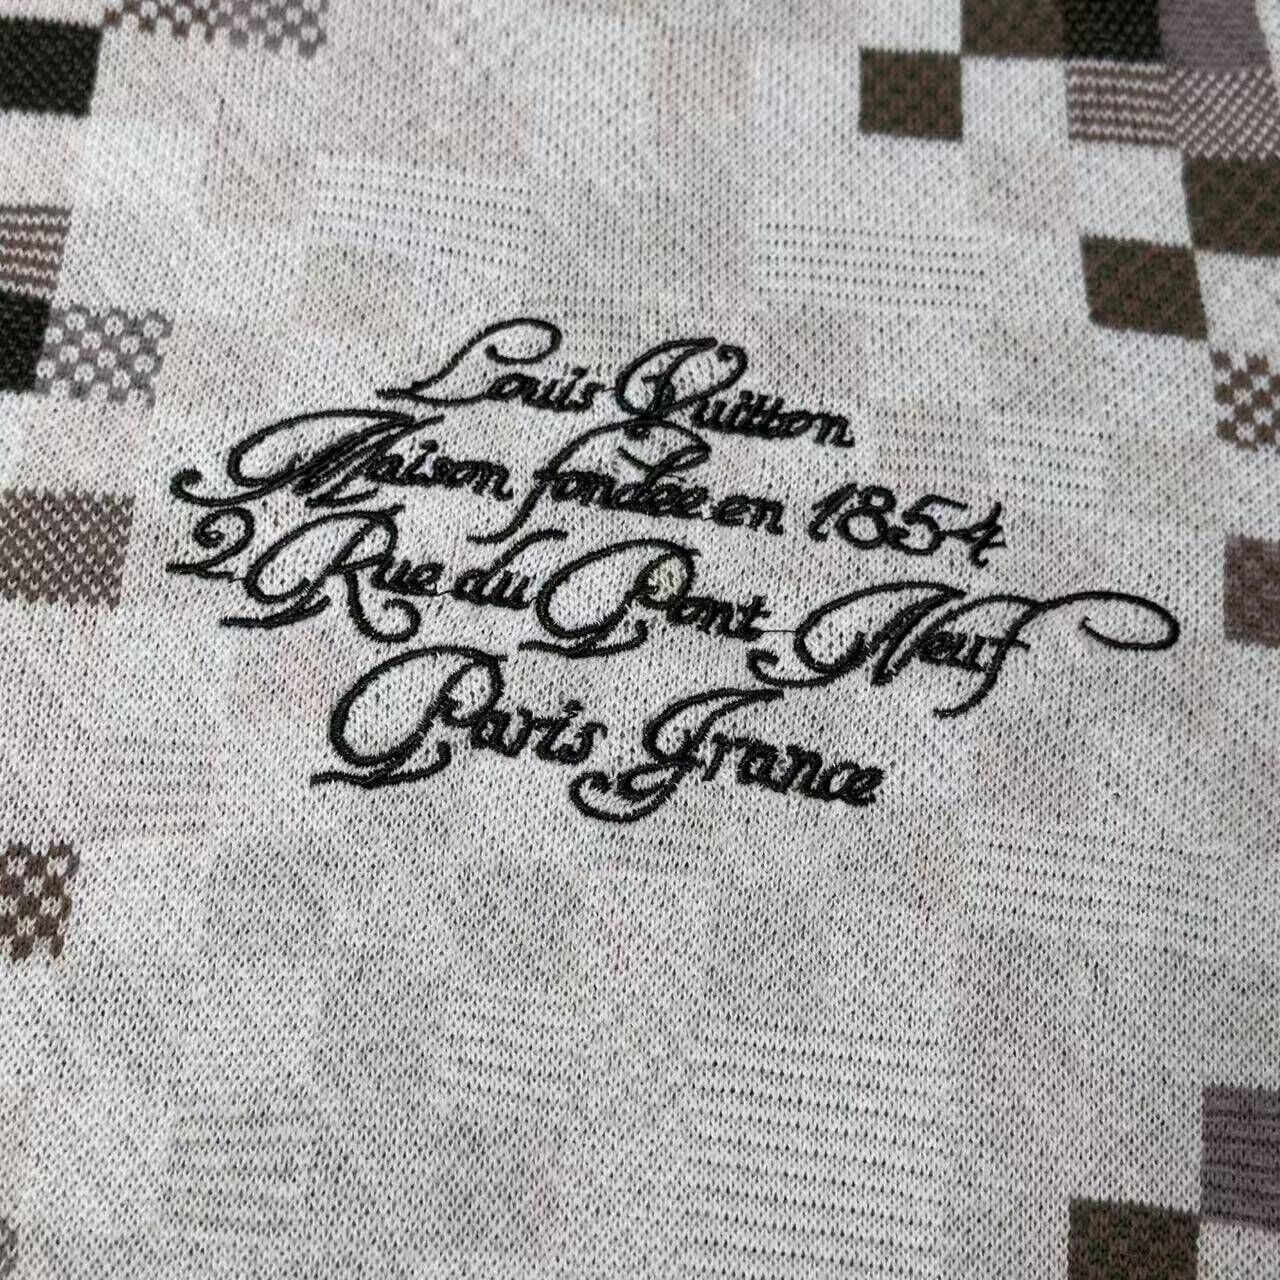 Louis Vuitton
Maison fondée en 1854
2 Rue du Pont Neuf
Paris France